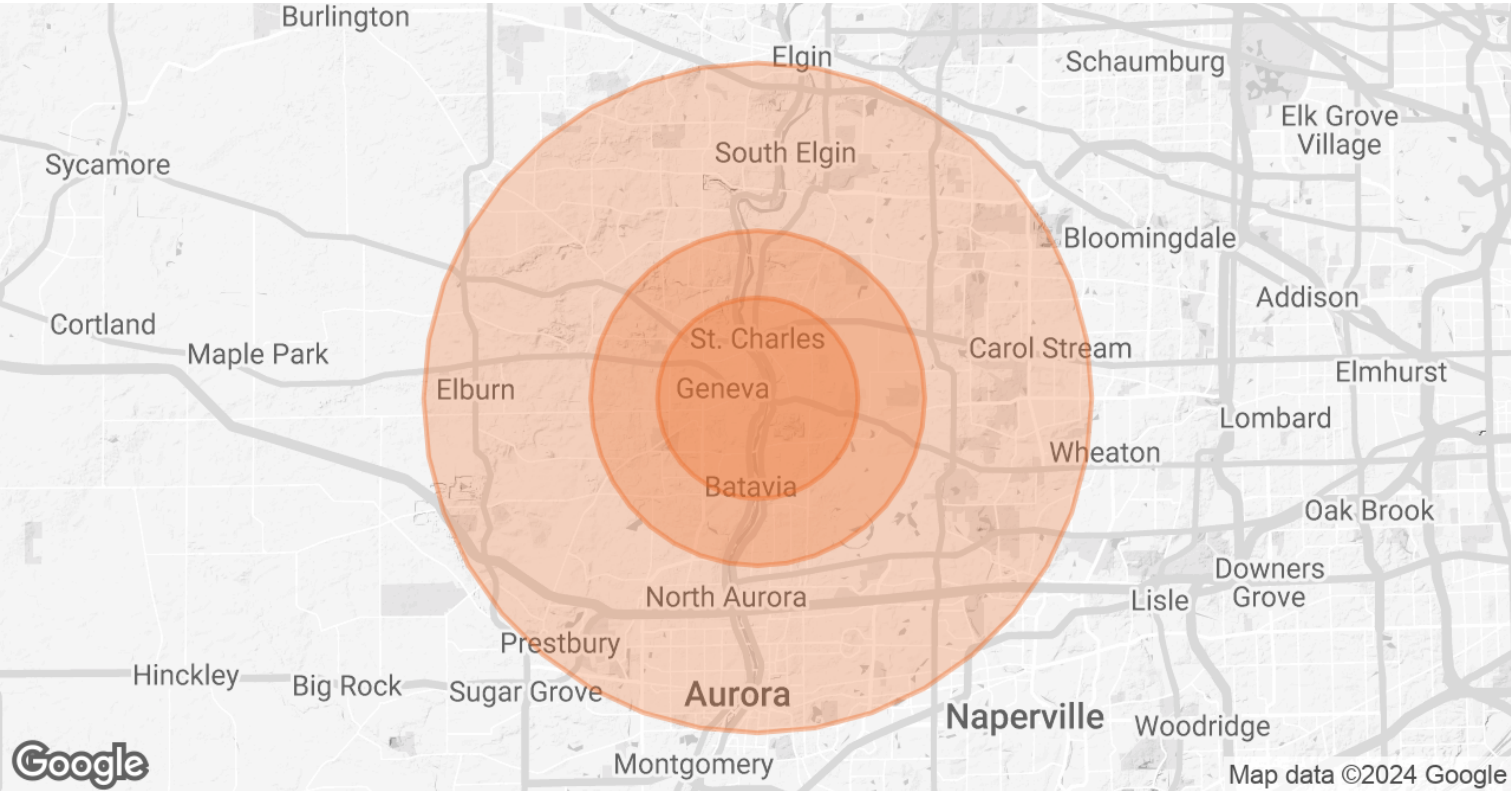 Burlington
Elgin
Schaumburg
Elk Grove
Village
South Elgin
Sycamore
Bloomingdale
Addison
Cortland
St. Charles
Maple Park
Carol Stream
Elmhurst
Elburn
Geneva
Lombard
Wheaton
Batavia
Oak Brook
Downers
Grove
North Aurora
Lisle
Prestbury
Hinckley
Big Rock
Sugar Grove
Aurora
Naperville
Woodridge
Montgomery
Google
Map data ©2024 Google